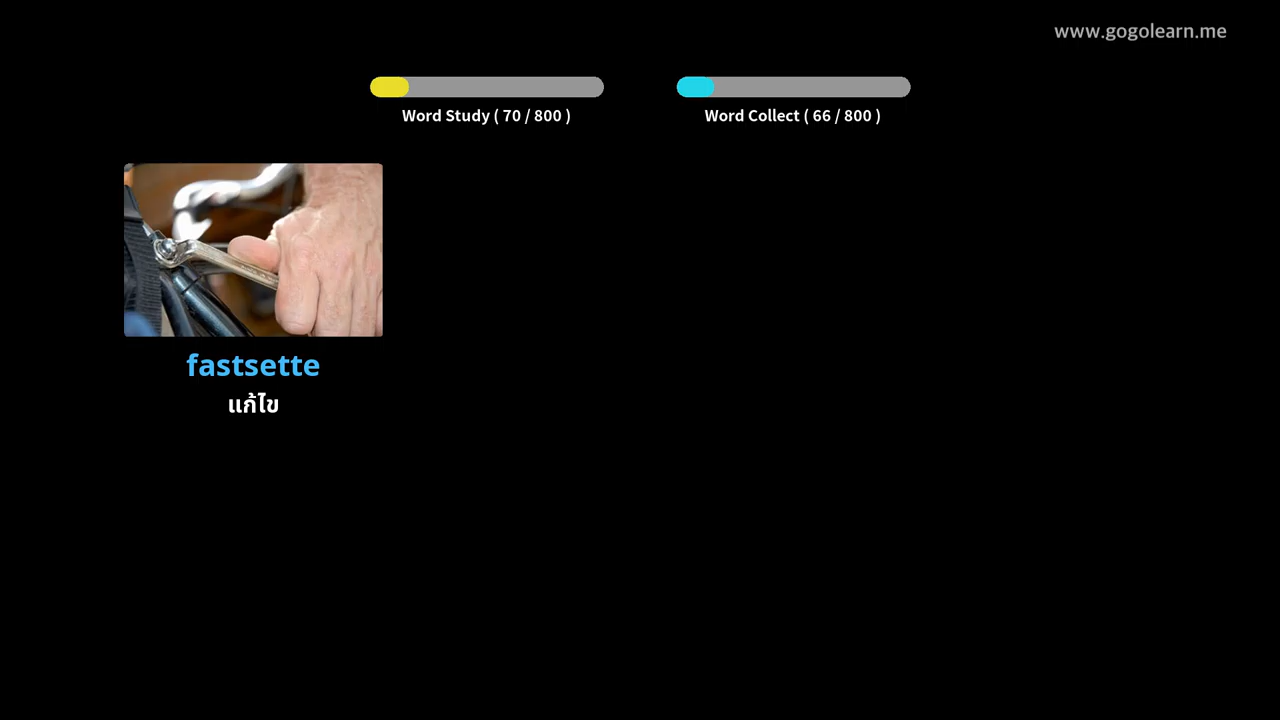 www.gogolearn.me
Word Study ( 70 / 800 )
Word Collect ( 66 / 800 )
fastsette
แก้ไข